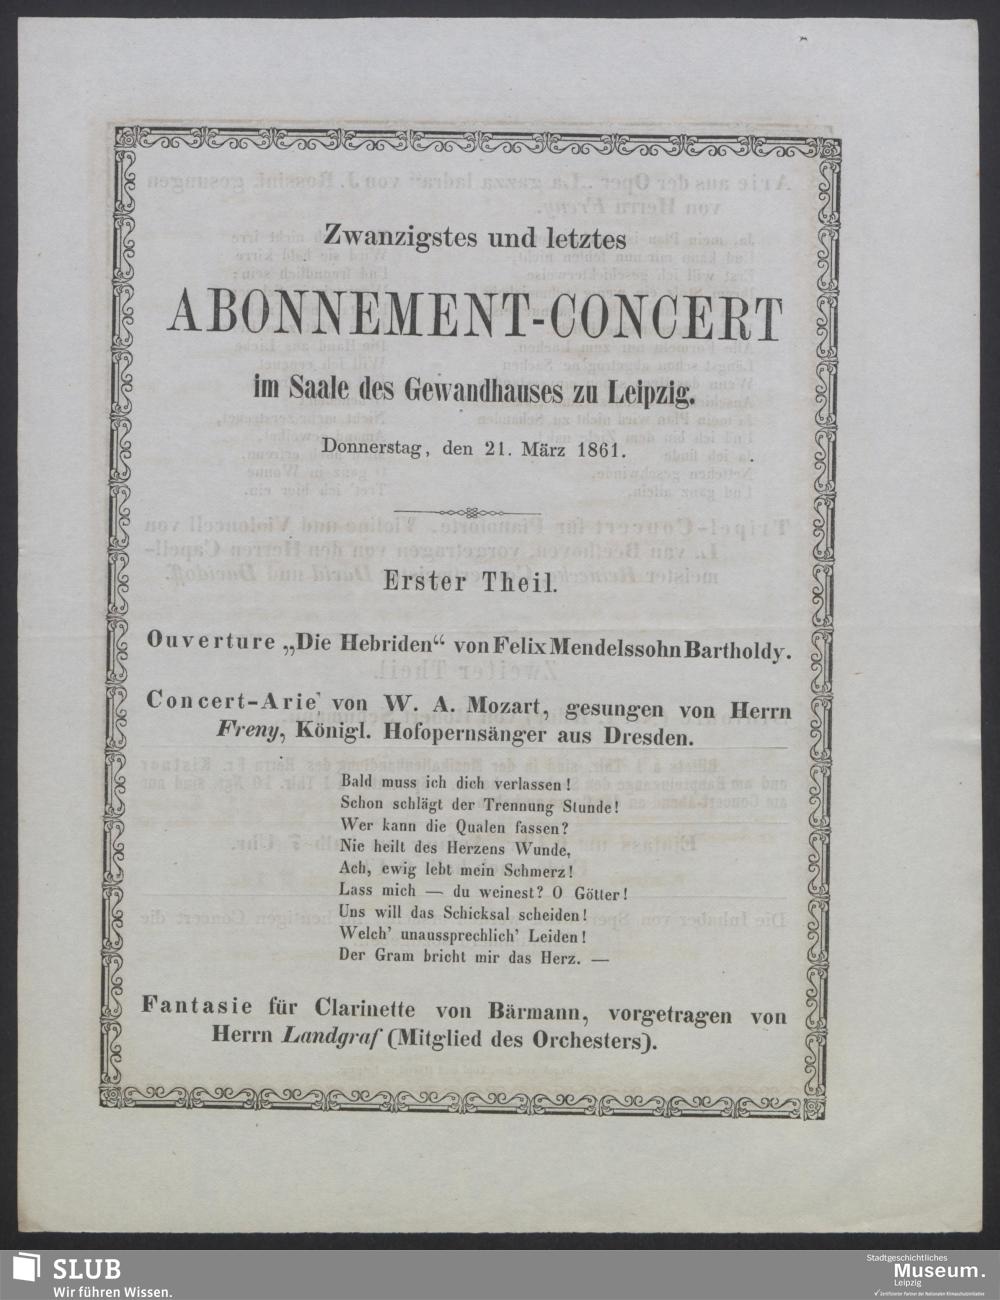 Zwanzigstes und letztes
ABONNEMENT-CONCERT
im Saale des Gewandhauses zu Leipzig.
Donnerstag, den 21. März 1861.
Erster Theil.
Ouverture „Die Hebriden“ von Felix Mendelssohn Bartholdy.
Concert-Arie von W. A. Mozart, gesungen von Herrn
Freny, Königl. Hofopernsänger aus Dresden.
Bald muss ich dich verlassen!
Schon schlägt der Trennung Stunde!
Wer kann die Qualen fassen?
Nie heilt des Herzens Wunde,
Ach, ewig lebt mein Schmerz!
Lass mich — du weinest? O Götter!
Uns will das Schicksal scheiden!
Welch' unaussprechlich' Leiden!
Der Gram bricht mir das Herz. —
Fantasie für Clarinette von Bärmann, vorgetragen von
Herrn Landgraf (Mitglied des Orchesters).
SLUB
Wir führen Wissen.
Stadtgeschichtliches
Museum.
Leipzig
Zertifizierter Partner der Nationalen Klimaschutzinitiative